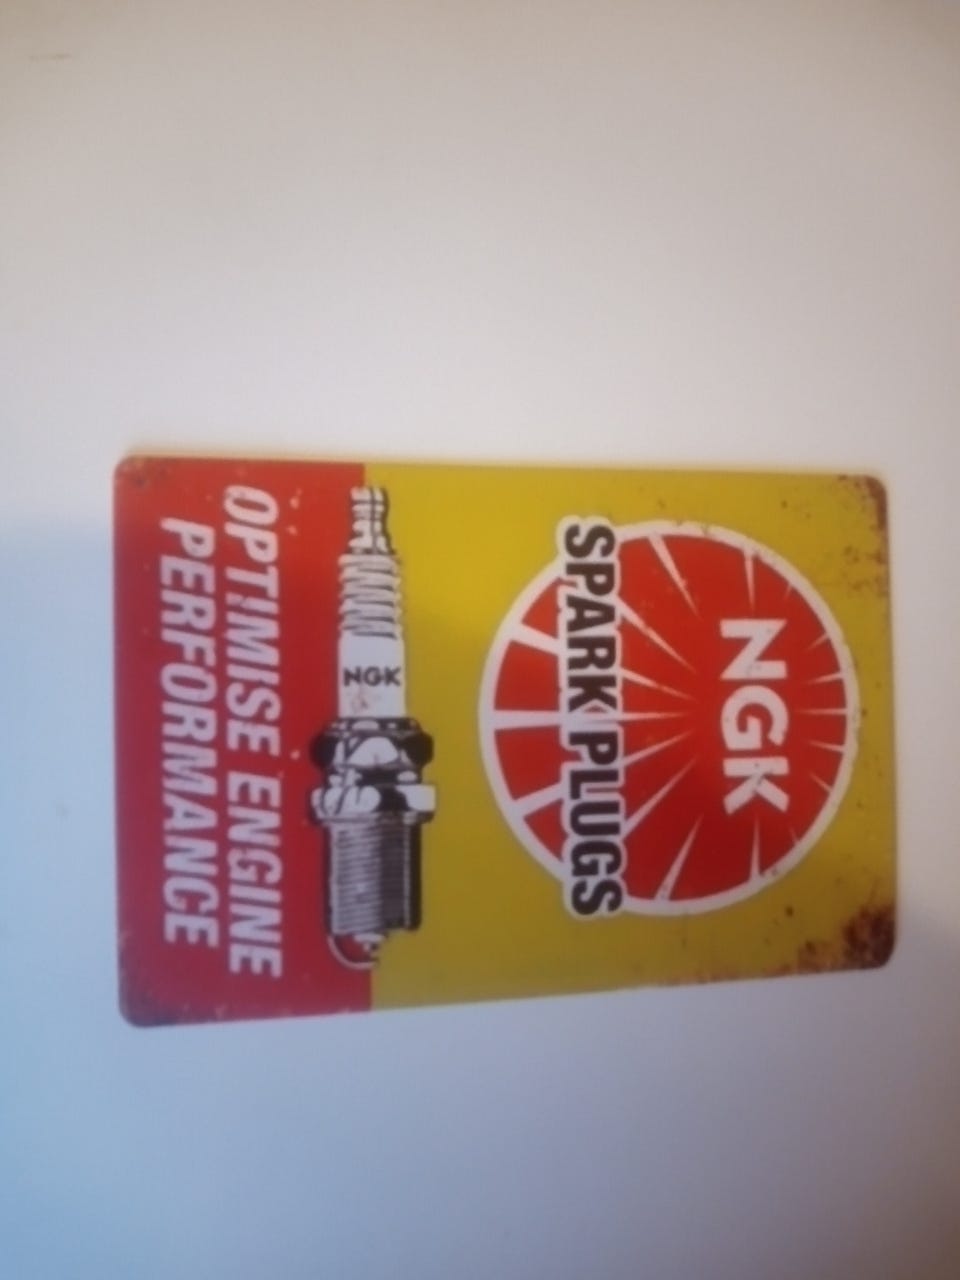 NGK
SPARK PLUGS
NGK
OPTIMISE ENGINE
PERFORMANCE